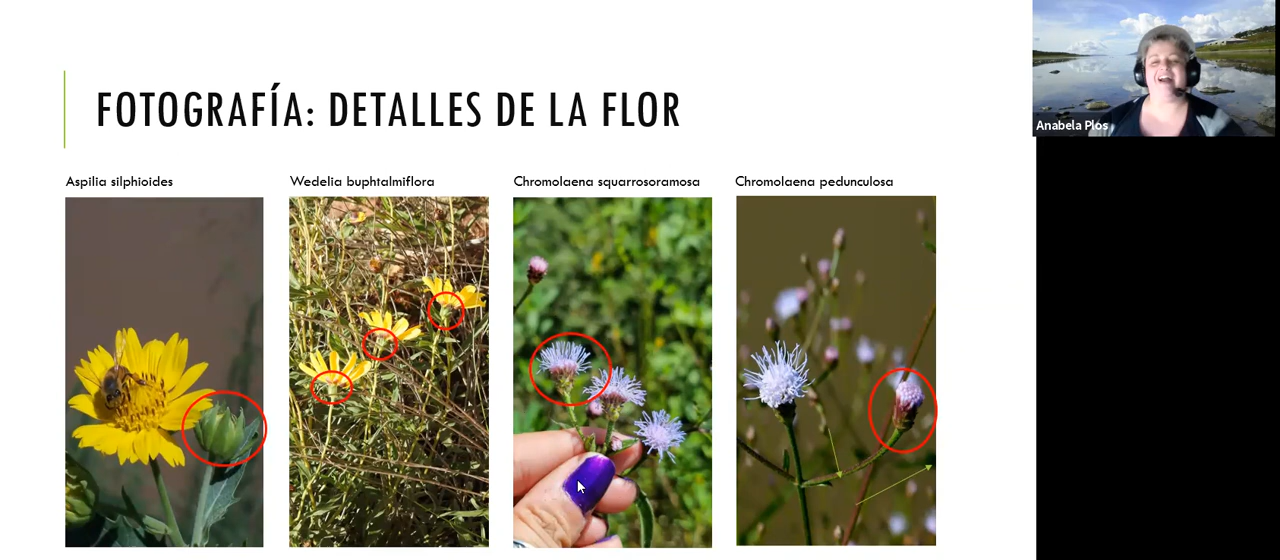 FOTOGRAFÍA: DETALLES DE LA FLOR
Aspilia silphioides
Wedelia buphtalmiflora
Chromolaena squarrosoramosa
Chromolaena pedunculosa
Anabela Plos